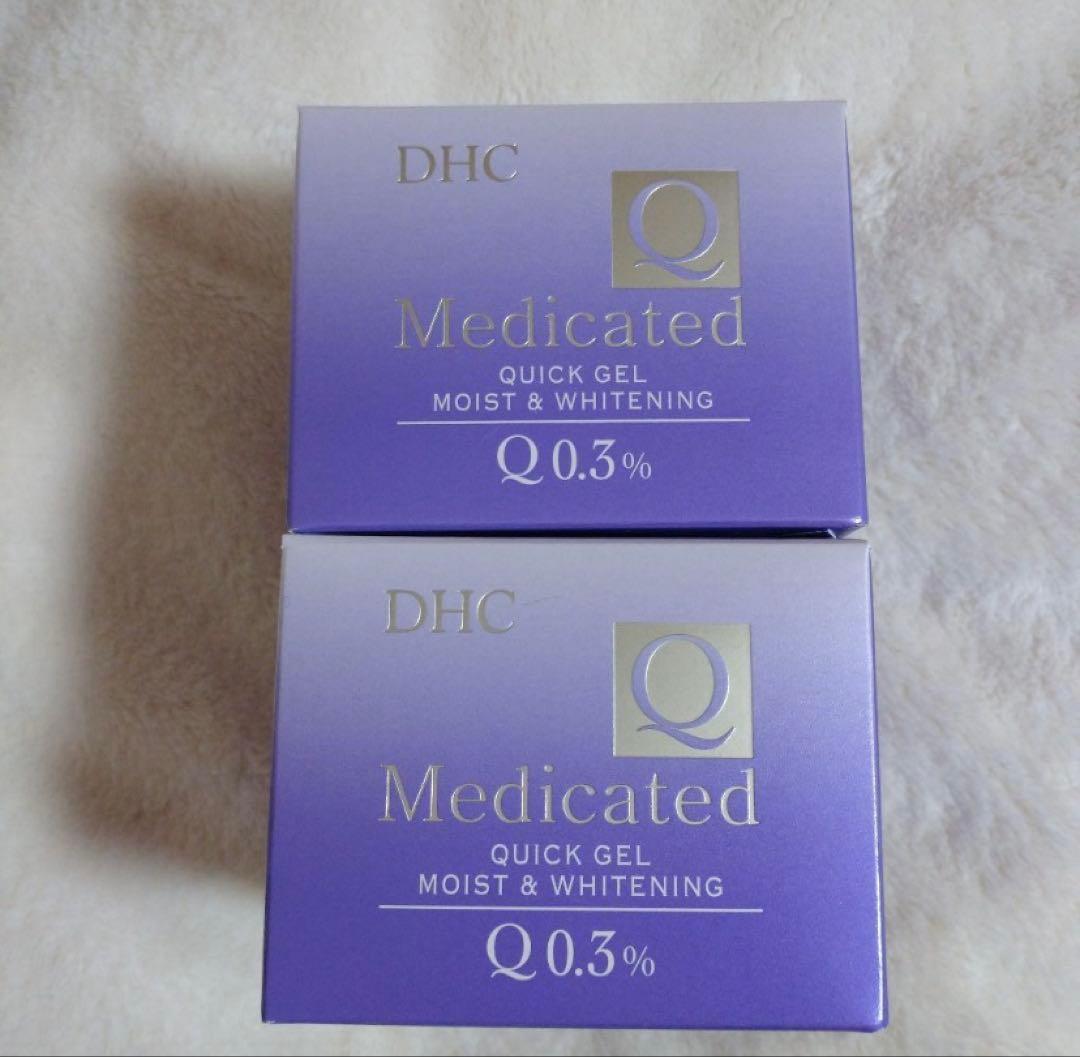 DHC
Q
Medicated
QUICK GEL
MOIST & WHITENING
Q 0.3%
DHC
Q
Medicated
QUICK GEL
MOIST & WHITENING
Q 0.3%